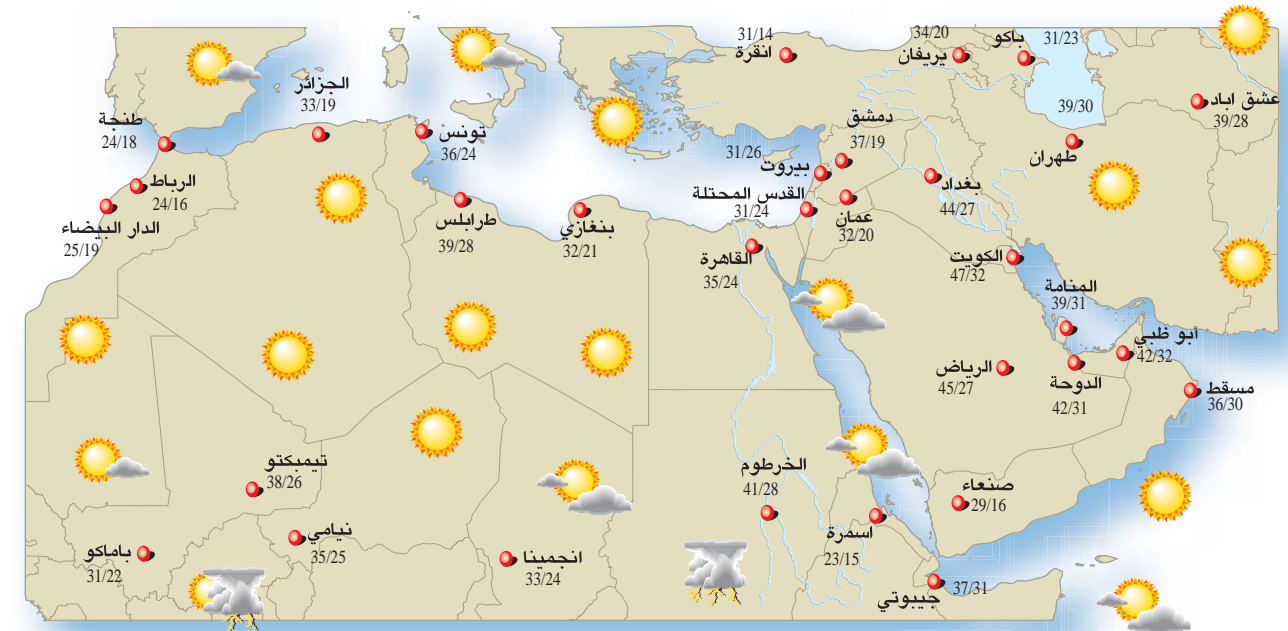 31/14
انقرة
34/20
يريفان
باكو
31/23
عشق اباد
39/28
39/30
طهران
الجزائر
33/19
طنجة
24/18
تونس
36/24
دمشق
37/19
31/26
بيروت
الرباط
24/16
القدس المحتلة
31/24
عمان
32/20
بغداد
44/27
الدار البيضاء
25/19
طرابلس
39/28
بنغازي
32/21
القاهرة
35/24
الكويت
47/32
المنامة
39/31
أبو ظبي
42/32
الرياض
45/27
الدوحة
42/31
مسقط
36/30
تيمبكتو
38/26
الخرطوم
41/28
صنعاء
29/16
نيامي
35/25
اسمرة
23/15
باماكو
31/22
انجمينا
33/24
37/31
جيبوتي